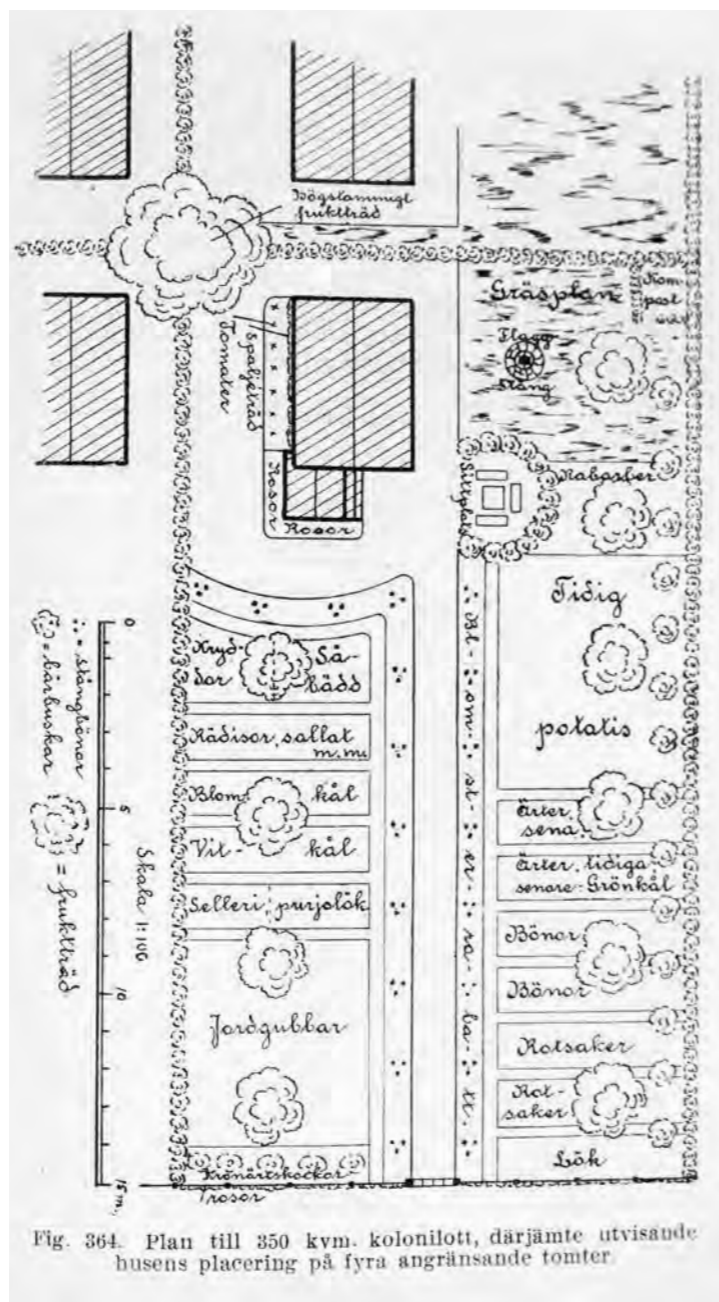 Högstammigt
fruktträd
Gräsplan
Kom-
post
Flagg-
stång
Spaljéträd
Tomater
Rosor
Rosor
Sittplats
Tidig
potatis
Kryd-
dor
Så-
bädd
Rädisor, sallat
m.m.
Blom- kål
Vit- kål
Selleri purjolök
Jordgubbar
Kronärtskockor
rosor
Bl- om- st- er- ra- ba- tt.
Ärter,
sena
Ärter, tidiga
senare: Grönkål
Bönor
Bönor
Rotsaker
Rot-
saker
Lök
= stångbönor
= bärbuskar
= fruktträd
Skala 1:100
0
5
10
15 m.
Fig. 364. Plan till 350 kvm. kolonilott, därjämte utvisande
husens placering på fyra angränsande tomter